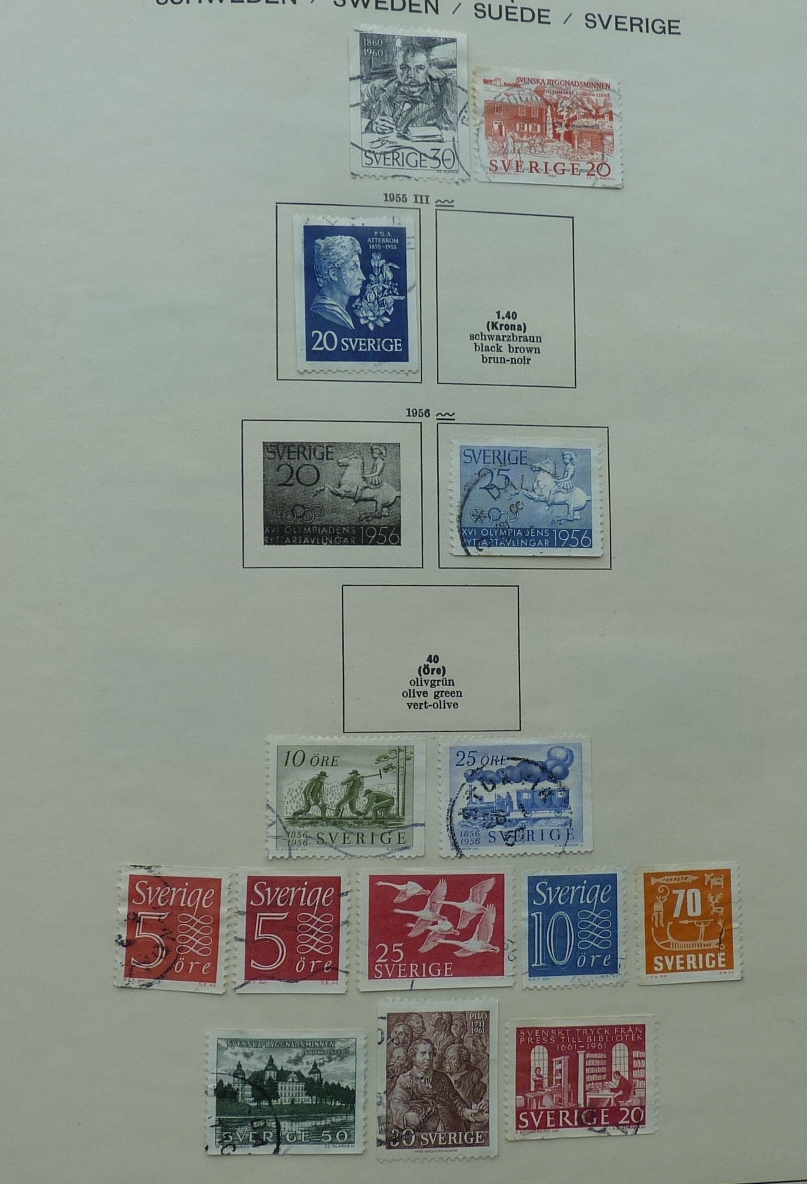 SCHWEDEN / SWEDEN / SUÈDE / SVERIGE
1860
1960
SVERIGE 30
SVENSKA BYGGNADSMINNEN
SVERIGE 20
1955 III
P.D.A.
ATTERBOM
1855-1955
20 SVERIGE
1.40
(Krona)
schwarzbraun
black brown
brun-noir
1956
SVERIGE
20
XVI OLYMPIADENS
RYTTARTÄVLINGAR 1956
SVERIGE
25
XVI OLYMPIADENS
RYTTARTÄVLINGAR 1956
40
(Öre)
olivgrün
olive green
vert-olive
10 ÖRE
1856
1956 SVERIGE
25 ÖRE
1856
1956 SVERIGE
Sverige
5 öre
Sverige
5 öre
25
SVERIGE
Sverige
10 öre
70
SVERIGE
SVENSKA BYGGNADSMINNEN
SVERIGE 50
PILO
1711
1961
30 SVERIGE
SVENSKT TRYCK FRÅN
PRESS TILL BIBLIOTEK
1661-1961
SVERIGE 20